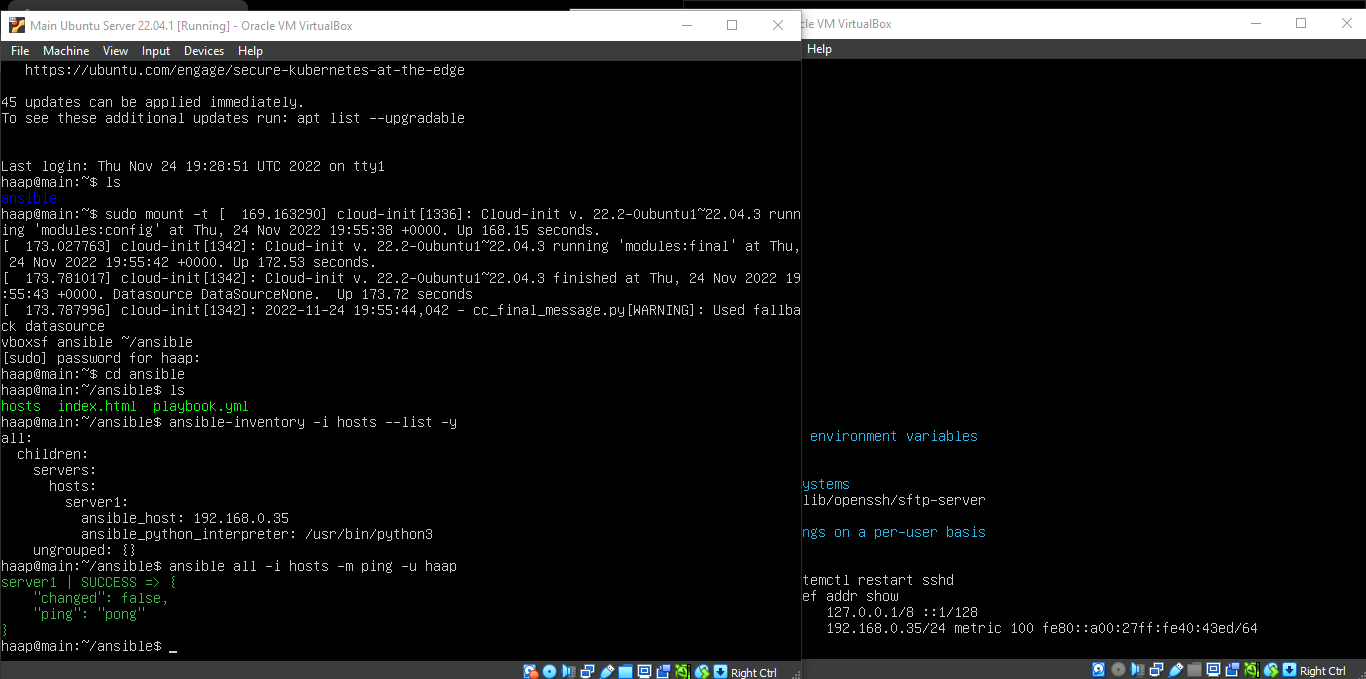 Main Ubuntu Server 22.04.1 [Running] - Oracle VM VirtualBox
File Machine View Input Devices Help
https://ubuntu.com/engage/secure-kubernetes-at-the-edge
45 updates can be applied immediately.
To see these additional updates run: apt list --upgradable
Last login: Thu Nov 24 19:28:51 UTC 2022 on tty1
haap@main:~$ ls
ansible
haap@main:~$ sudo mount -t [  169.163290] cloud-init[1336]: Cloud-init v. 22.2-0ubuntu1~22.04.3 runn
ing 'modules:config' at Thu, 24 Nov 2022 19:55:38 +0000. Up 168.15 seconds.
[  173.027763] cloud-init[1342]: Cloud-init v. 22.2-0ubuntu1~22.04.3 running 'modules:final' at Thu,
 24 Nov 2022 19:55:42 +0000. Up 172.53 seconds.
[  173.781017] cloud-init[1342]: Cloud-init v. 22.2-0ubuntu1~22.04.3 finished at Thu, 24 Nov 2022 19
:55:43 +0000. Datasource DataSourceNone.  Up 173.72 seconds
[  173.787996] cloud-init[1342]: 2022-11-24 19:55:44,042 - cc_final_message.py[WARNING]: Used fallba
ck datasource
vboxsf ansible ~/ansible
[sudo] password for haap:
haap@main:~$ cd ansible
haap@main:~/ansible$ ls
hosts  index.html  playbook.yml
haap@main:~/ansible$ ansible-inventory -i hosts --list -y
all:
  children:
    servers:
      hosts:
        server1:
          ansible_host: 192.168.0.35
          ansible_python_interpreter: /usr/bin/python3
    ungrouped: {}
haap@main:~/ansible$ ansible all -i hosts -m ping -u haap
server1 | SUCCESS => {
    "changed": false,
    "ping": "pong"
}
haap@main:~/ansible$ _
Right Ctrl
cle VM VirtualBox
Help
environment variables
ystems
lib/openssh/sftp-server
ngs on a per-user basis
temctl restart sshd
ef addr show
127.0.0.1/8 ::1/128
192.168.0.35/24 metric 100 fe80::a00:27ff:fe40:43ed/64
Right Ctrl